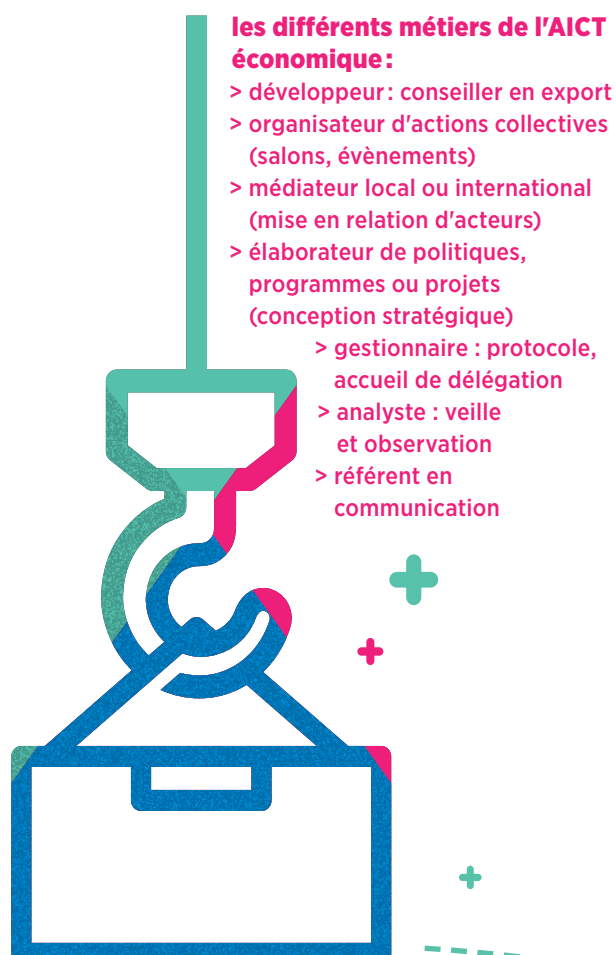 les différents métiers de l'AICT
économique :
> développeur : conseiller en export
> organisateur d'actions collectives
(salons, évènements)
> médiateur local ou international
(mise en relation d'acteurs)
> élaborateur de politiques,
programmes ou projets
(conception stratégique)
> gestionnaire : protocole,
accueil de délégation
> analyste : veille
et observation
> référent en
communication